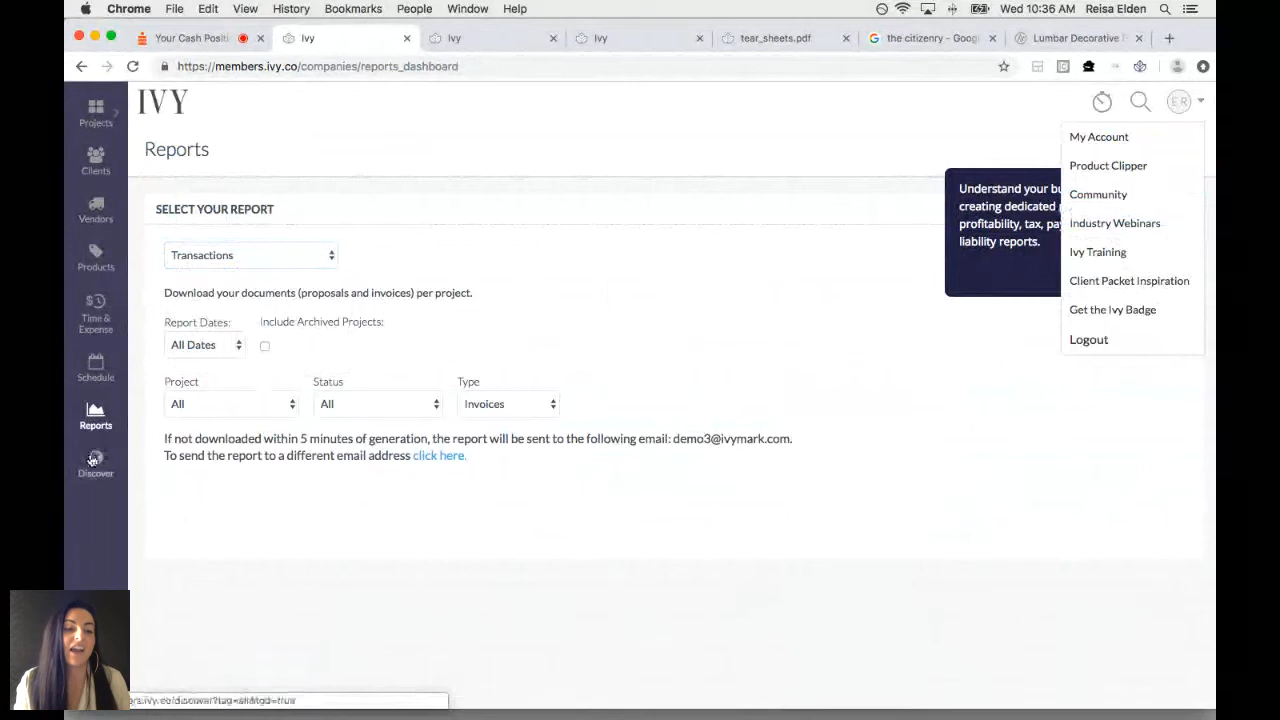 Chrome File Edit View History Bookmarks People Window Help Wed 10:36 AM Reisa Elden
Your Cash Positi Ivy Ivy Ivy tear_sheets.pdf the citizenry - Goog Lumbar Decorative
https://members.ivy.co/companies/reports_dashboard
Projects
Clients
Vendors
Products
Time &
Expense
Schedule
Reports
Discover
IVY
ER
Reports
My Account
Product Clipper
Community
Industry Webinars
Ivy Training
Client Packet Inspiration
Get the Ivy Badge
Logout
Understand your bu
creating dedicated
profitability, tax, pay
liability reports.
SELECT YOUR REPORT
Transactions
Download your documents (proposals and invoices) per project.
Report Dates: Include Archived Projects:
All Dates
Project Status Type
All All Invoices
If not downloaded within 5 minutes of generation, the report will be sent to the following email: demo3@ivymark.com.
To send the report to a different email address click here.